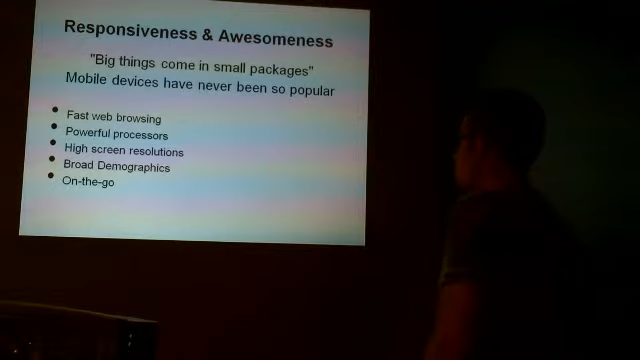 Responsiveness & Awesomeness
"Big things come in small packages"
Mobile devices have never been so popular
Fast web browsing
Powerful processors
High screen resolutions
Broad Demographics
On-the-go